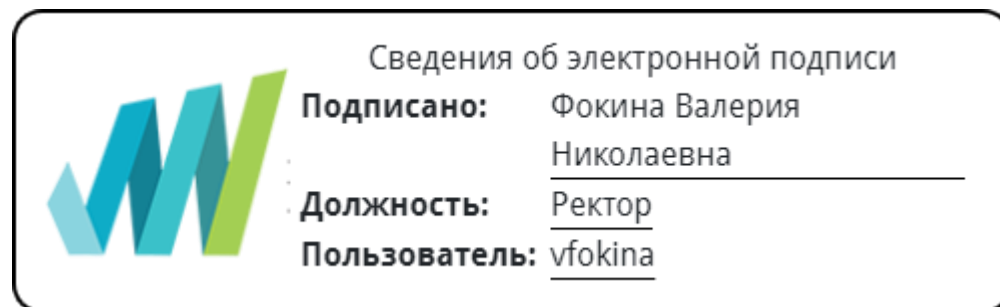 Сведения об электронной подписи
Подписано: Фокина Валерия
Николаевна
Должность: Ректор
Пользователь: vfokina